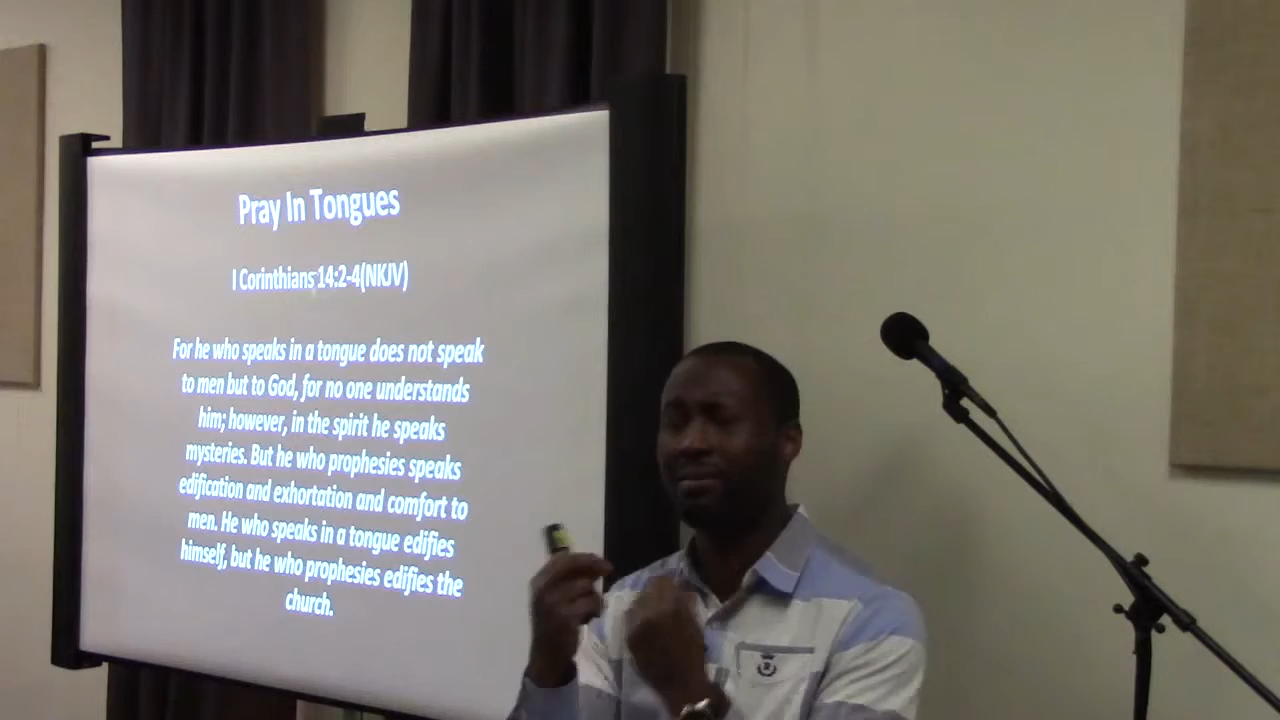 Pray In Tongues
I Corinthians 14:2-4(NKJV)
For he who speaks in a tongue does not speak
to men but to God, for no one understands
him; however, in the spirit he speaks
mysteries. But he who prophesies speaks
edification and exhortation and comfort to
men. He who speaks in a tongue edifies
himself, but he who prophesies edifies the
church.